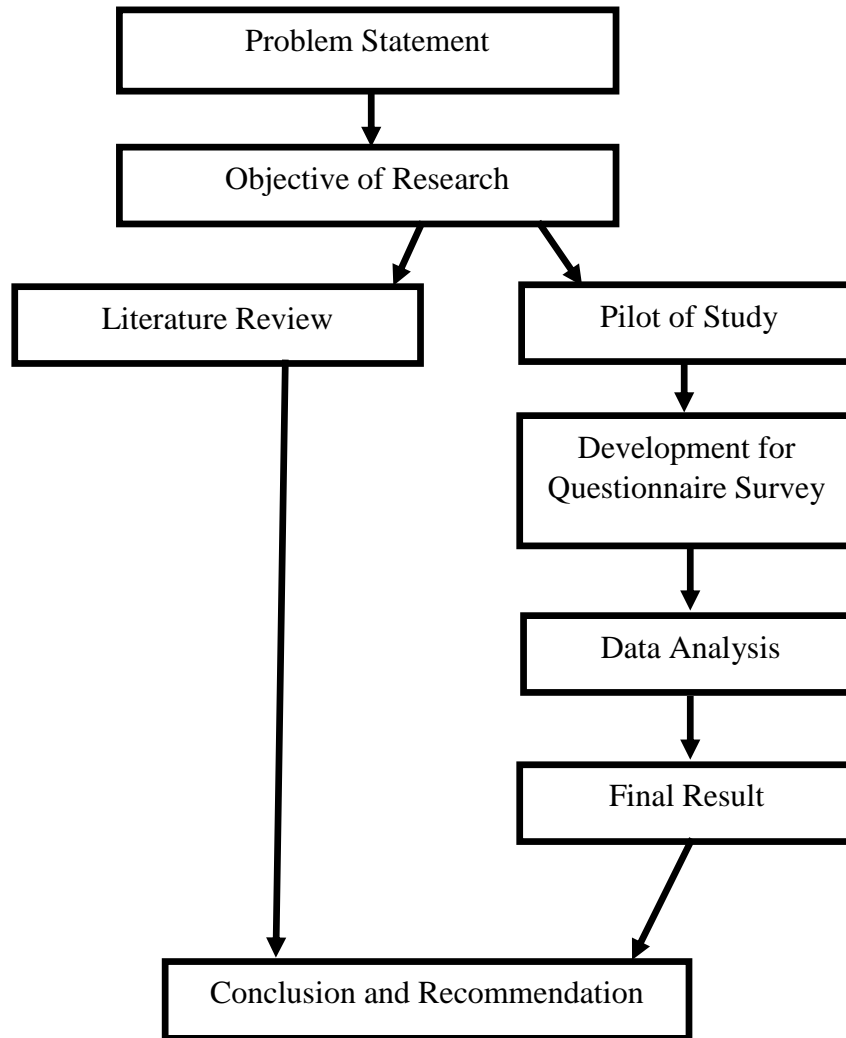 Problem Statement
Objective of Research
Literature Review
Pilot of Study
Development for
Questionnaire Survey
Data Analysis
Final Result
Conclusion and Recommendation